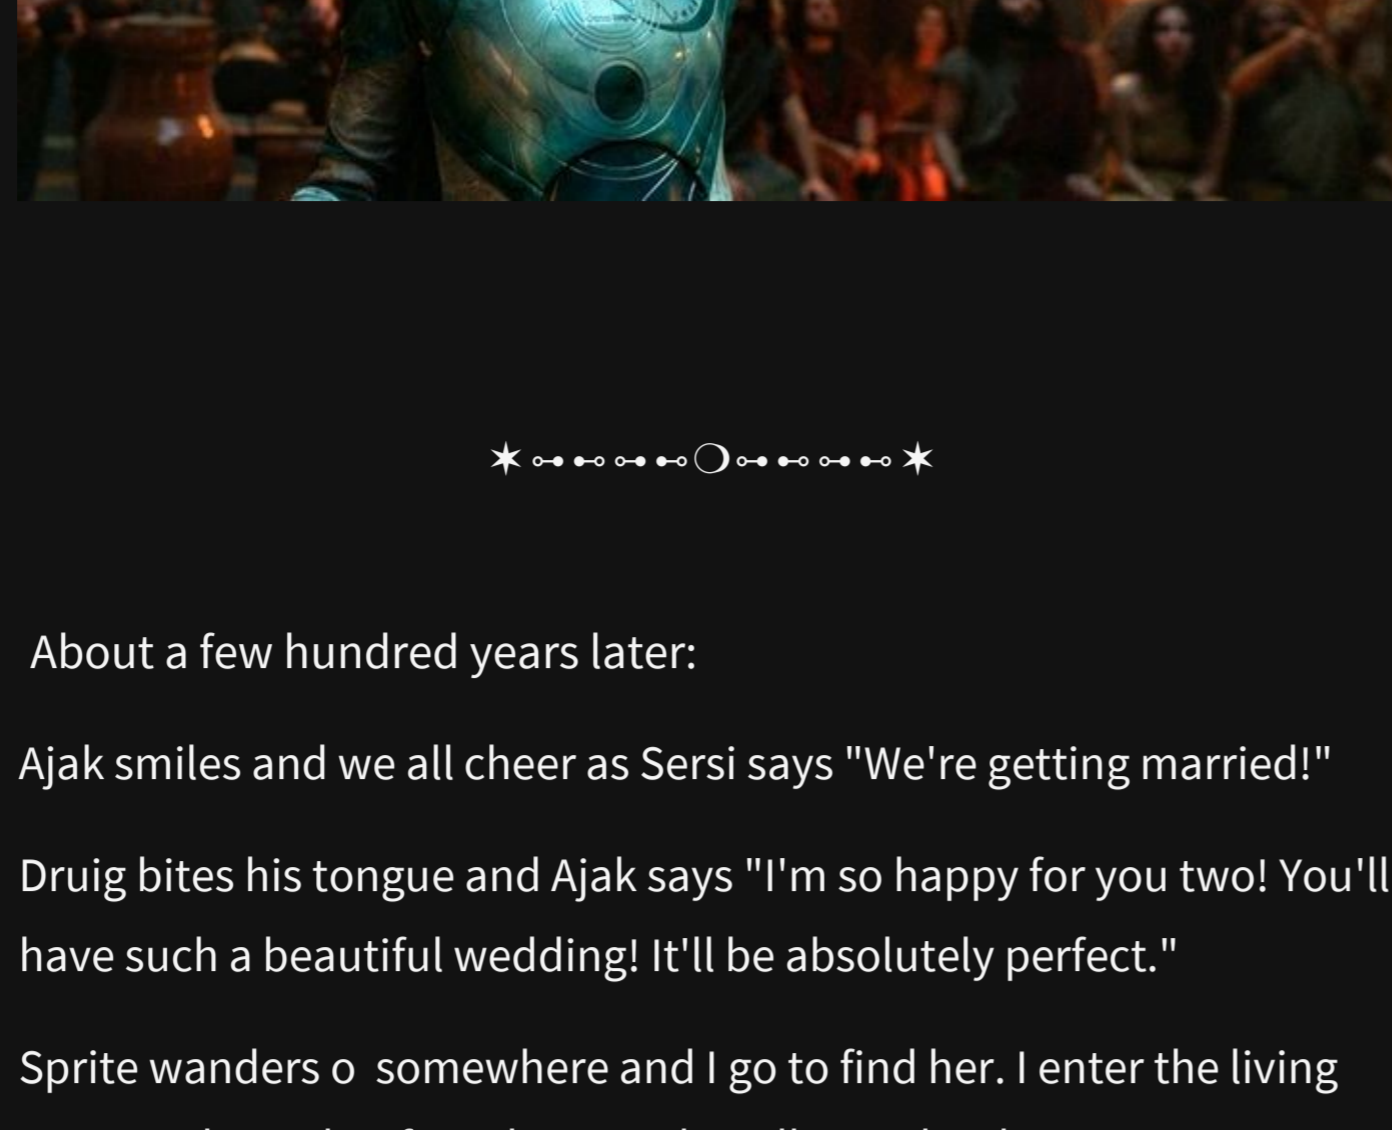 ✶⊶⊷⊶⊷❍⊶⊷⊶⊷✶
About a few hundred years later:
Ajak smiles and we all cheer as Sersi says "We're getting married!"
Druig bites his tongue and Ajak says "I'm so happy for you two! You'll
have such a beautiful wedding! It'll be absolutely perfect."
Sprite wanders o  somewhere and I go to find her. I enter the living